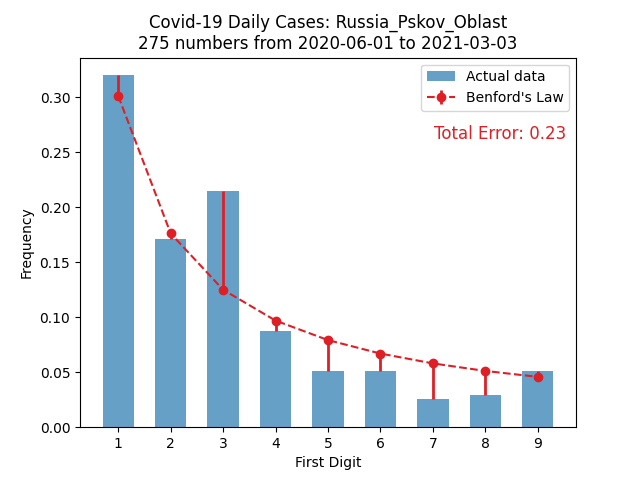 Covid-19 Daily Cases: Russia_Pskov_Oblast
275 numbers from 2020-06-01 to 2021-03-03
Actual data
Benford's Law
Total Error: 0.23
0.30
0.25
0.20
0.15
0.10
0.05
0.00
Frequency
1 2 3 4 5 6 7 8 9
First Digit